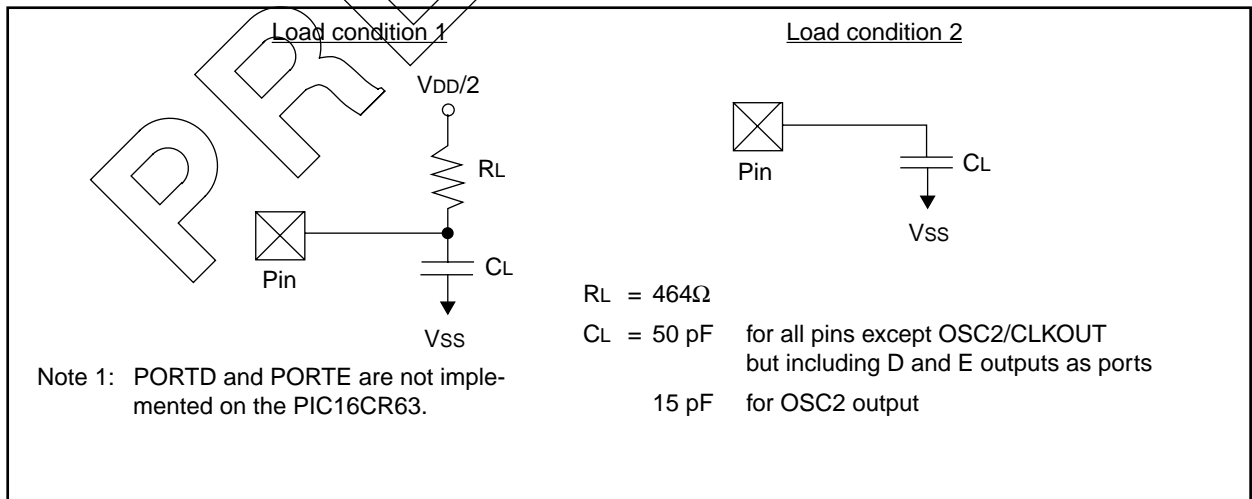 Load condition 1
VDD/2
RL
Pin
CL
VSS
Note 1: PORTD and PORTE are not imple-
mented on the PIC16CR63.
Load condition 2
Pin
CL
VSS
RL = 464Ω
CL = 50 pF for all pins except OSC2/CLKOUT
but including D and E outputs as ports
15 pF for OSC2 output
PR